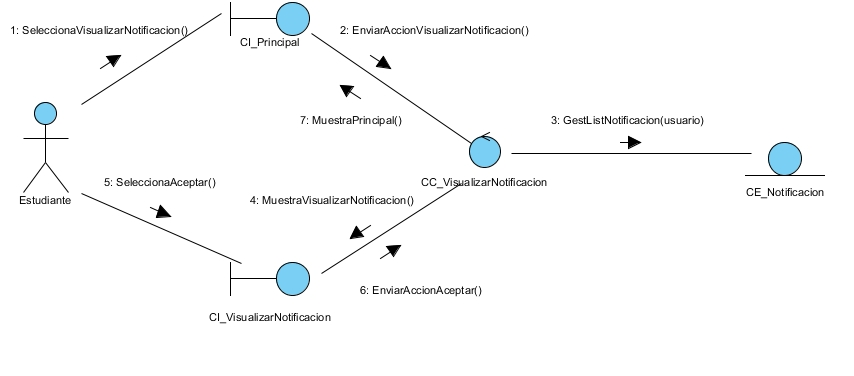 1: SeleccionaVisualizarNotificacion()
2: EnviarAccionVisualizarNotificacion()
CI_Principal
7: MuestraPrincipal()
3: GestListNotificacion(usuario)
5: SeleccionaAceptar()
CC_VisualizarNotificacion
CE_Notificacion
Estudiante
4: MuestraVisualizarNotificacion()
6: EnviarAccionAceptar()
CI_VisualizarNotificacion